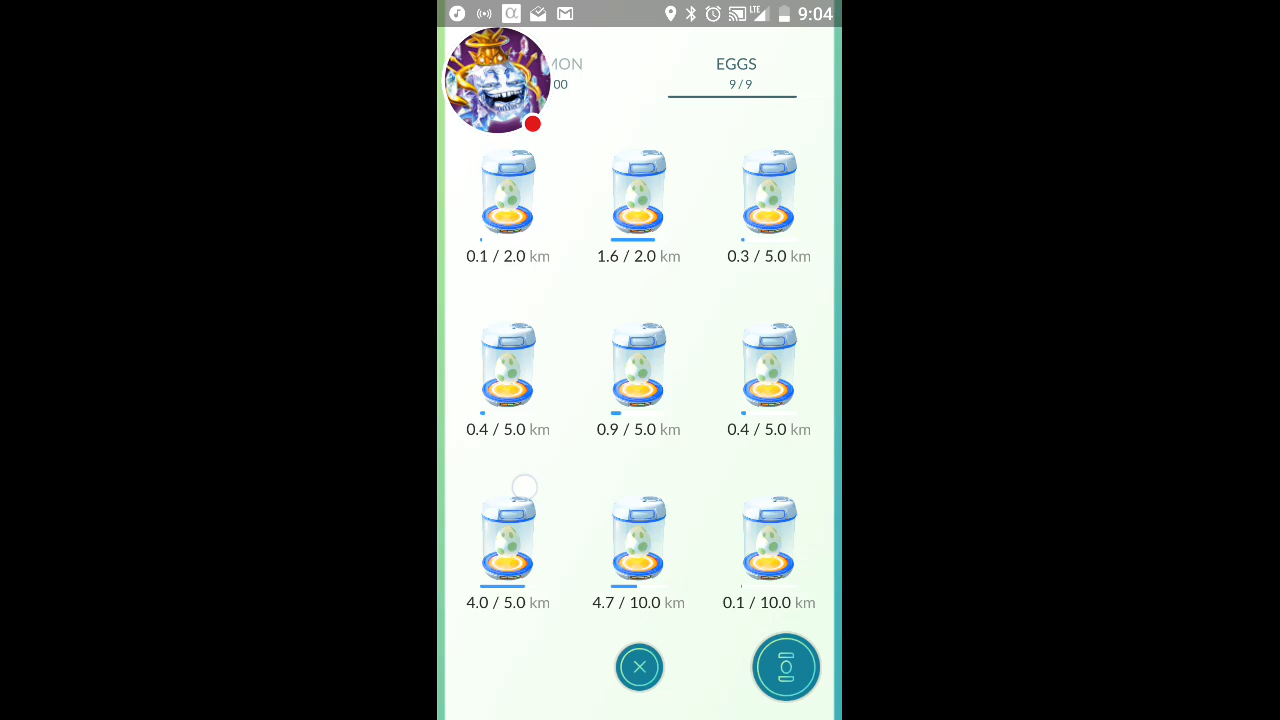 α LTE 9:04
MON EGGS
00 9/9
0.1 / 2.0 km 1.6 / 2.0 km 0.3 / 5.0 km
0.4 / 5.0 km 0.9 / 5.0 km 0.4 / 5.0 km
4.0 / 5.0 km 4.7 / 10.0 km 0.1 / 10.0 km